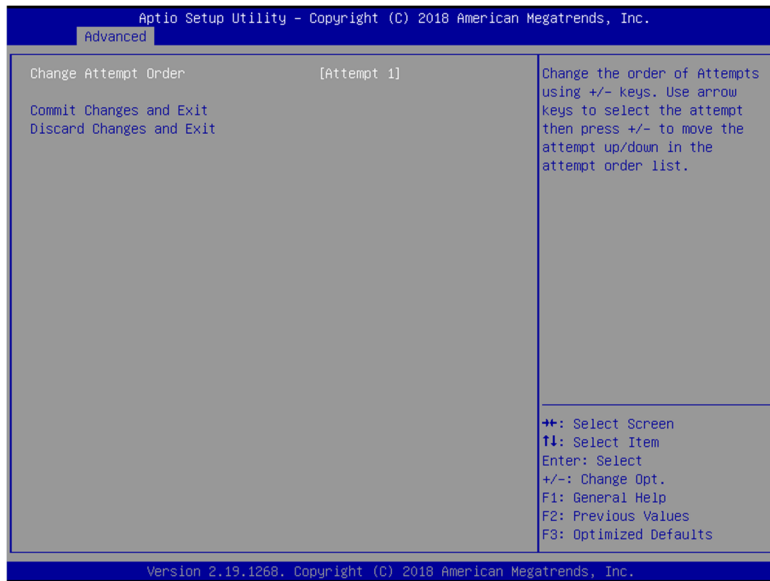 Aptio Setup Utility – Copyright (C) 2018 American Megatrends, Inc.
Advanced
Change Attempt Order [Attempt 1]
Commit Changes and Exit
Discard Changes and Exit
Change the order of Attempts
using +/- keys. Use arrow
keys to select the attempt
then press +/- to move the
attempt up/down in the
attempt order list.
→←: Select Screen
↑↓: Select Item
Enter: Select
+/-: Change Opt.
F1: General Help
F2: Previous Values
F3: Optimized Defaults
Version 2.19.1268. Copyright (C) 2018 American Megatrends, Inc.